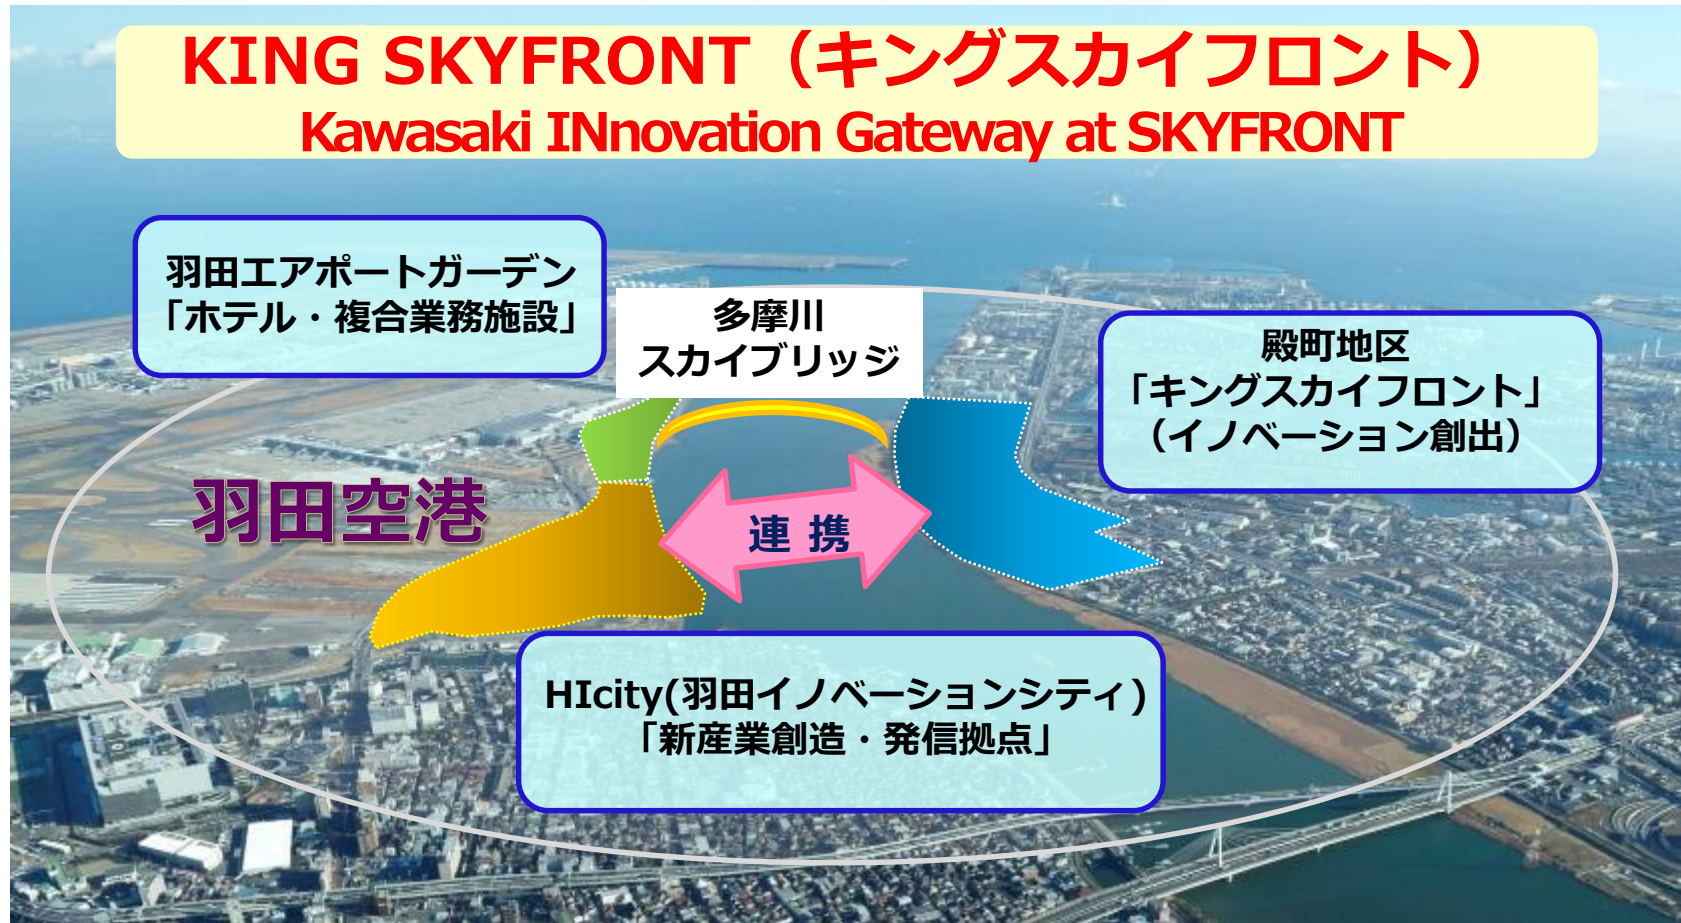 KING SKYFRONT（キングスカイフロント）
Kawasaki INnovation Gateway at SKYFRONT
羽田エアポートガーデン
「ホテル・複合業務施設」
多摩川
スカイブリッジ
殿町地区
「キングスカイフロント」
（イノベーション創出）
羽田空港
連 携
HIcity(羽田イノベーションシティ)
「新産業創造・発信拠点」